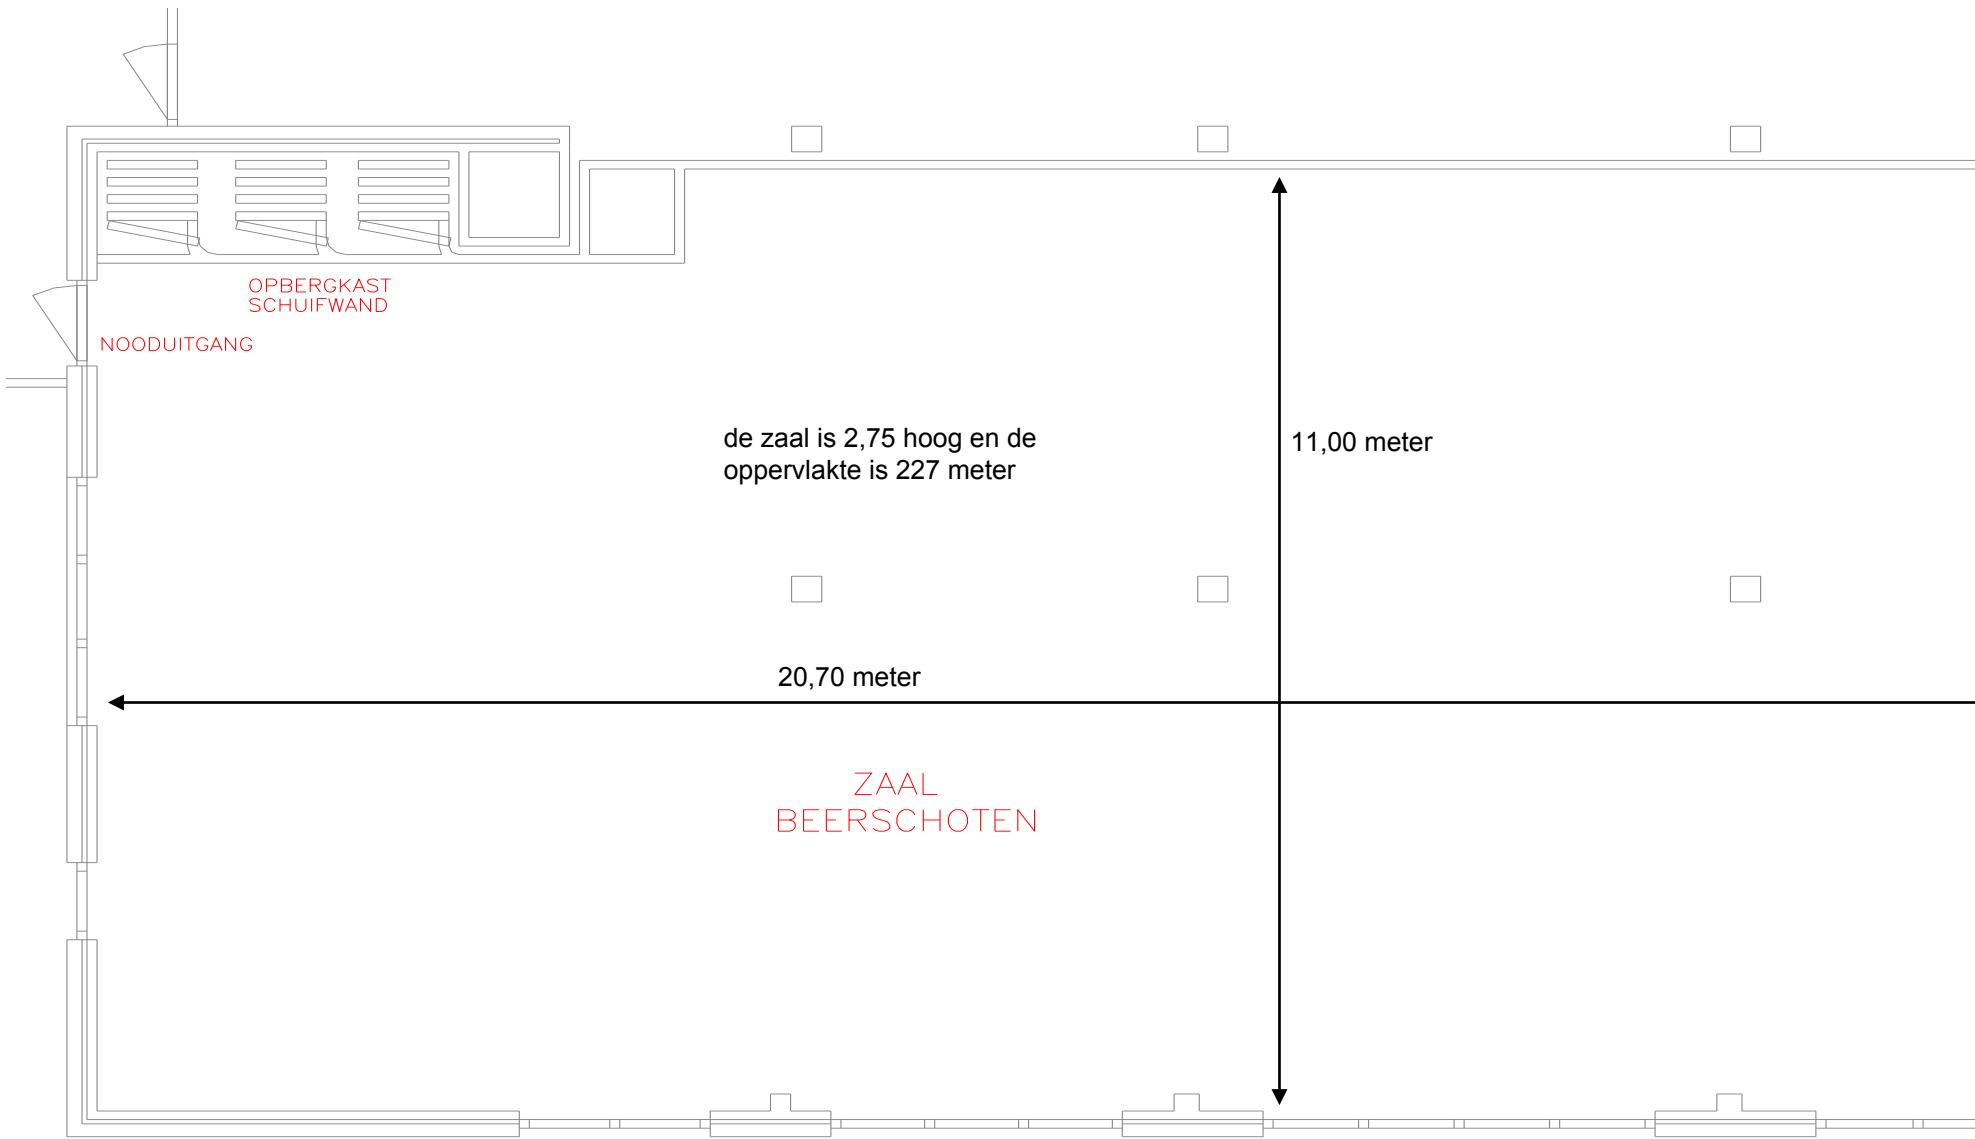 OPBERGKAST
SCHUIFWAND
NOODUITGANG
de zaal is 2,75 hoog en de
oppervlakte is 227 meter
11,00 meter
20,70 meter
ZAAL
BEERSCHOTEN